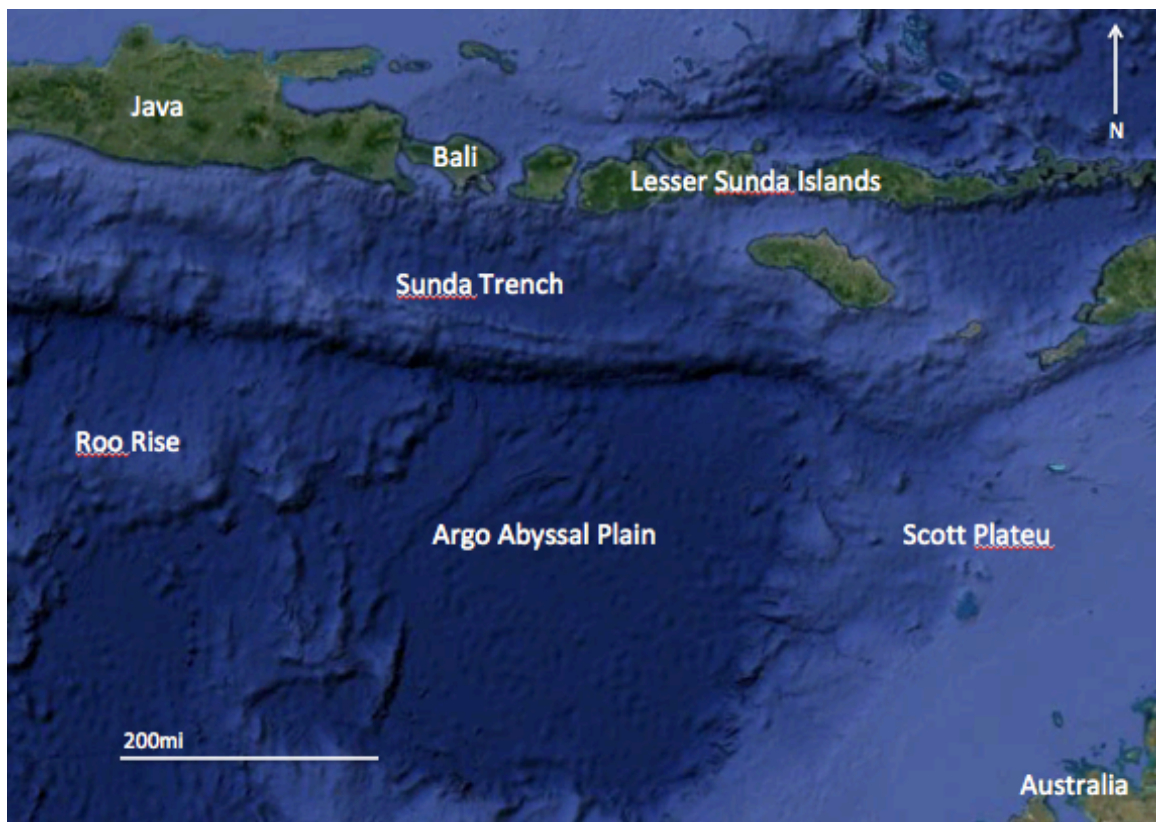 Java
N
Bali
Lesser Sunda Islands
Sunda Trench
Roo Rise
Argo Abyssal Plain
Scott Plateu
200mi
Australia